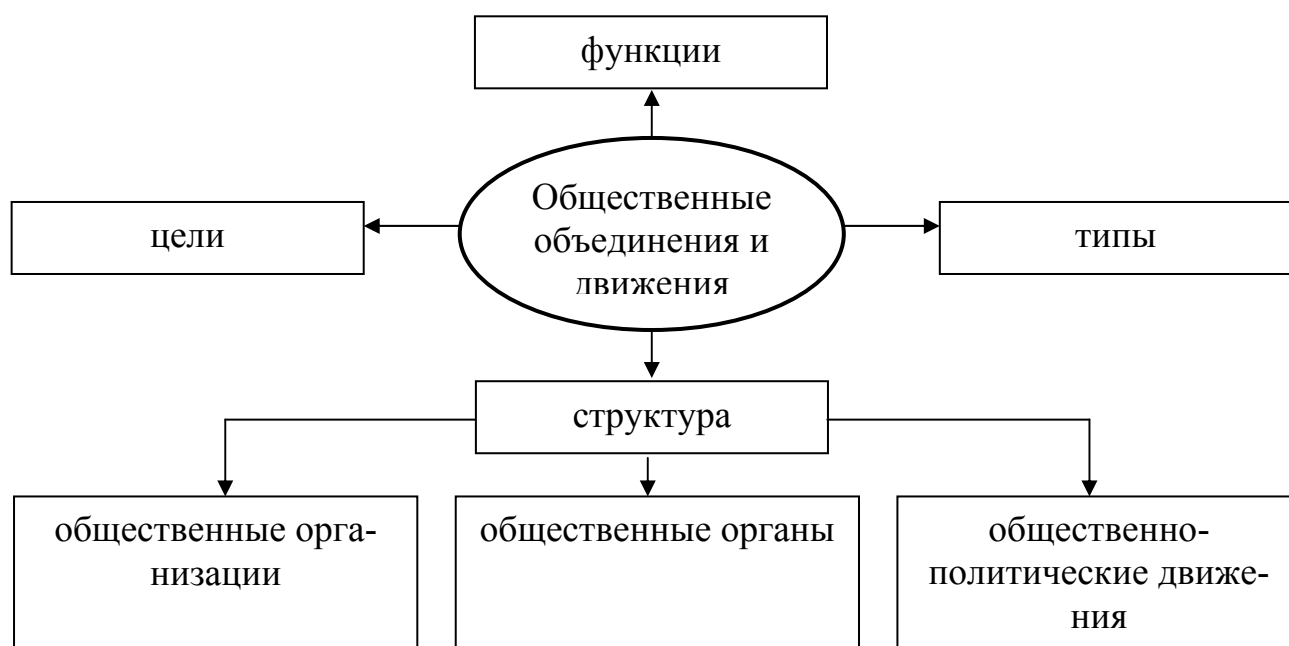 функции
Общественные
объединения и
движения
цели
типы
структура
общественные орга-
низации
общественные органы
общественно-
политические движе-
ния